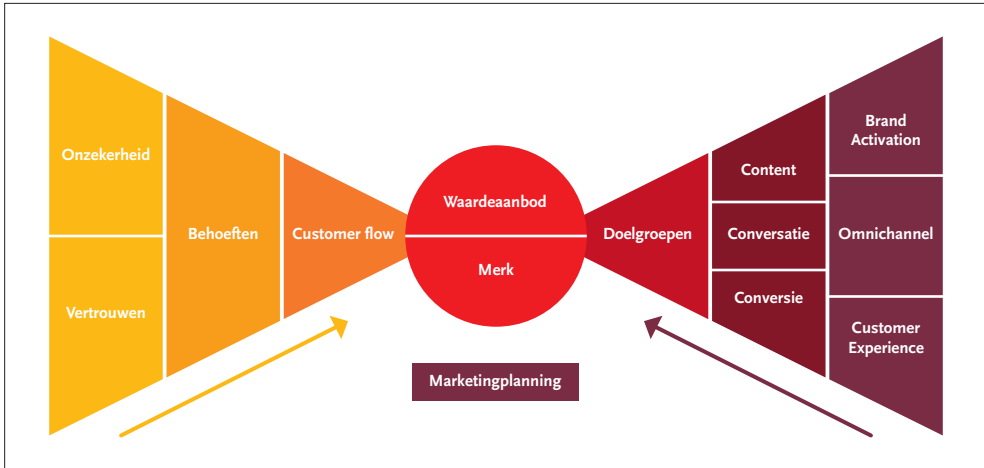 Onzekerheid
Vertrouwen
Behoeften
Customer flow
Waardeaanbod
Merk
Marketingplanning
Doelgroepen
Content
Conversatie
Conversie
Brand
Activation
Omnichannel
Customer
Experience